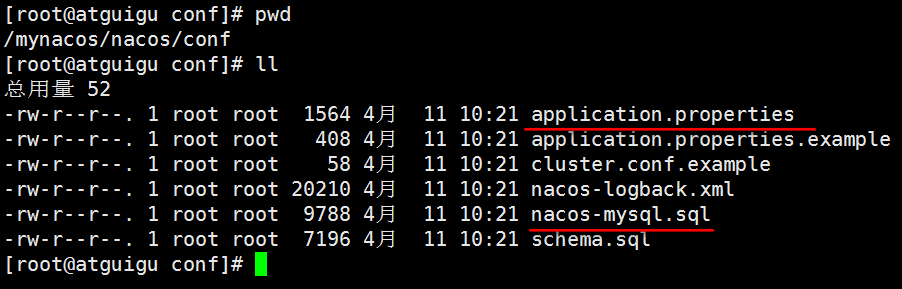 [root@atguigu conf]# pwd
/mynacos/nacos/conf
[root@atguigu conf]# ll
总用量 52
-rw-r--r--. 1 root root  1564 4月  11 10:21 application.properties
-rw-r--r--. 1 root root   408 4月  11 10:21 application.properties.example
-rw-r--r--. 1 root root    58 4月  11 10:21 cluster.conf.example
-rw-r--r--. 1 root root 20210 4月  11 10:21 nacos-logback.xml
-rw-r--r--. 1 root root  9788 4月  11 10:21 nacos-mysql.sql
-rw-r--r--. 1 root root  7196 4月  11 10:21 schema.sql
[root@atguigu conf]#